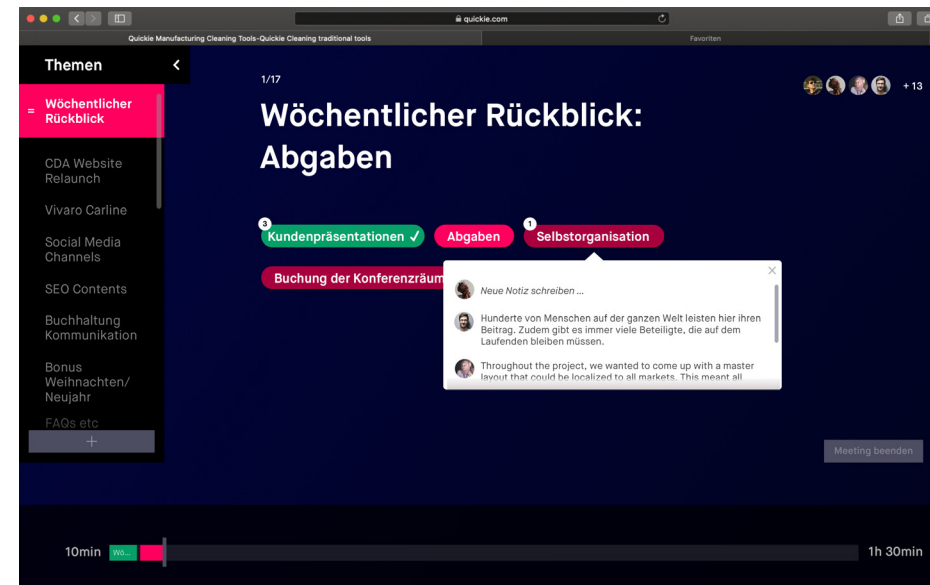 quickie.com
Quickie Manufacturing Cleaning Tools-Quickie Cleaning traditional tools
Favoriten
Themen
Wöchentlicher
Rückblick
CDA Website
Relaunch
Vivaro Carline
Social Media
Channels
SEO Contents
Buchhaltung
Kommunikation
Bonus
Weihnachten/
Neujahr
FAQs etc
+
1/17
+ 13
Wöchentlicher Rückblick:
Abgaben
3
Kundenpräsentationen ✓
Abgaben
1
Selbstorganisation
Buchung der Konferenzräum
Neue Notiz schreiben ...
Hunderte von Menschen auf der ganzen Welt leisten hier ihren
Beitrag. Zudem gibt es immer viele Beteiligte, die auf dem
Laufenden bleiben müssen.
Throughout the project, we wanted to come up with a master
layout that could be localized to all markets. This meant all
Meeting beenden
10min
Wö...
1h 30min